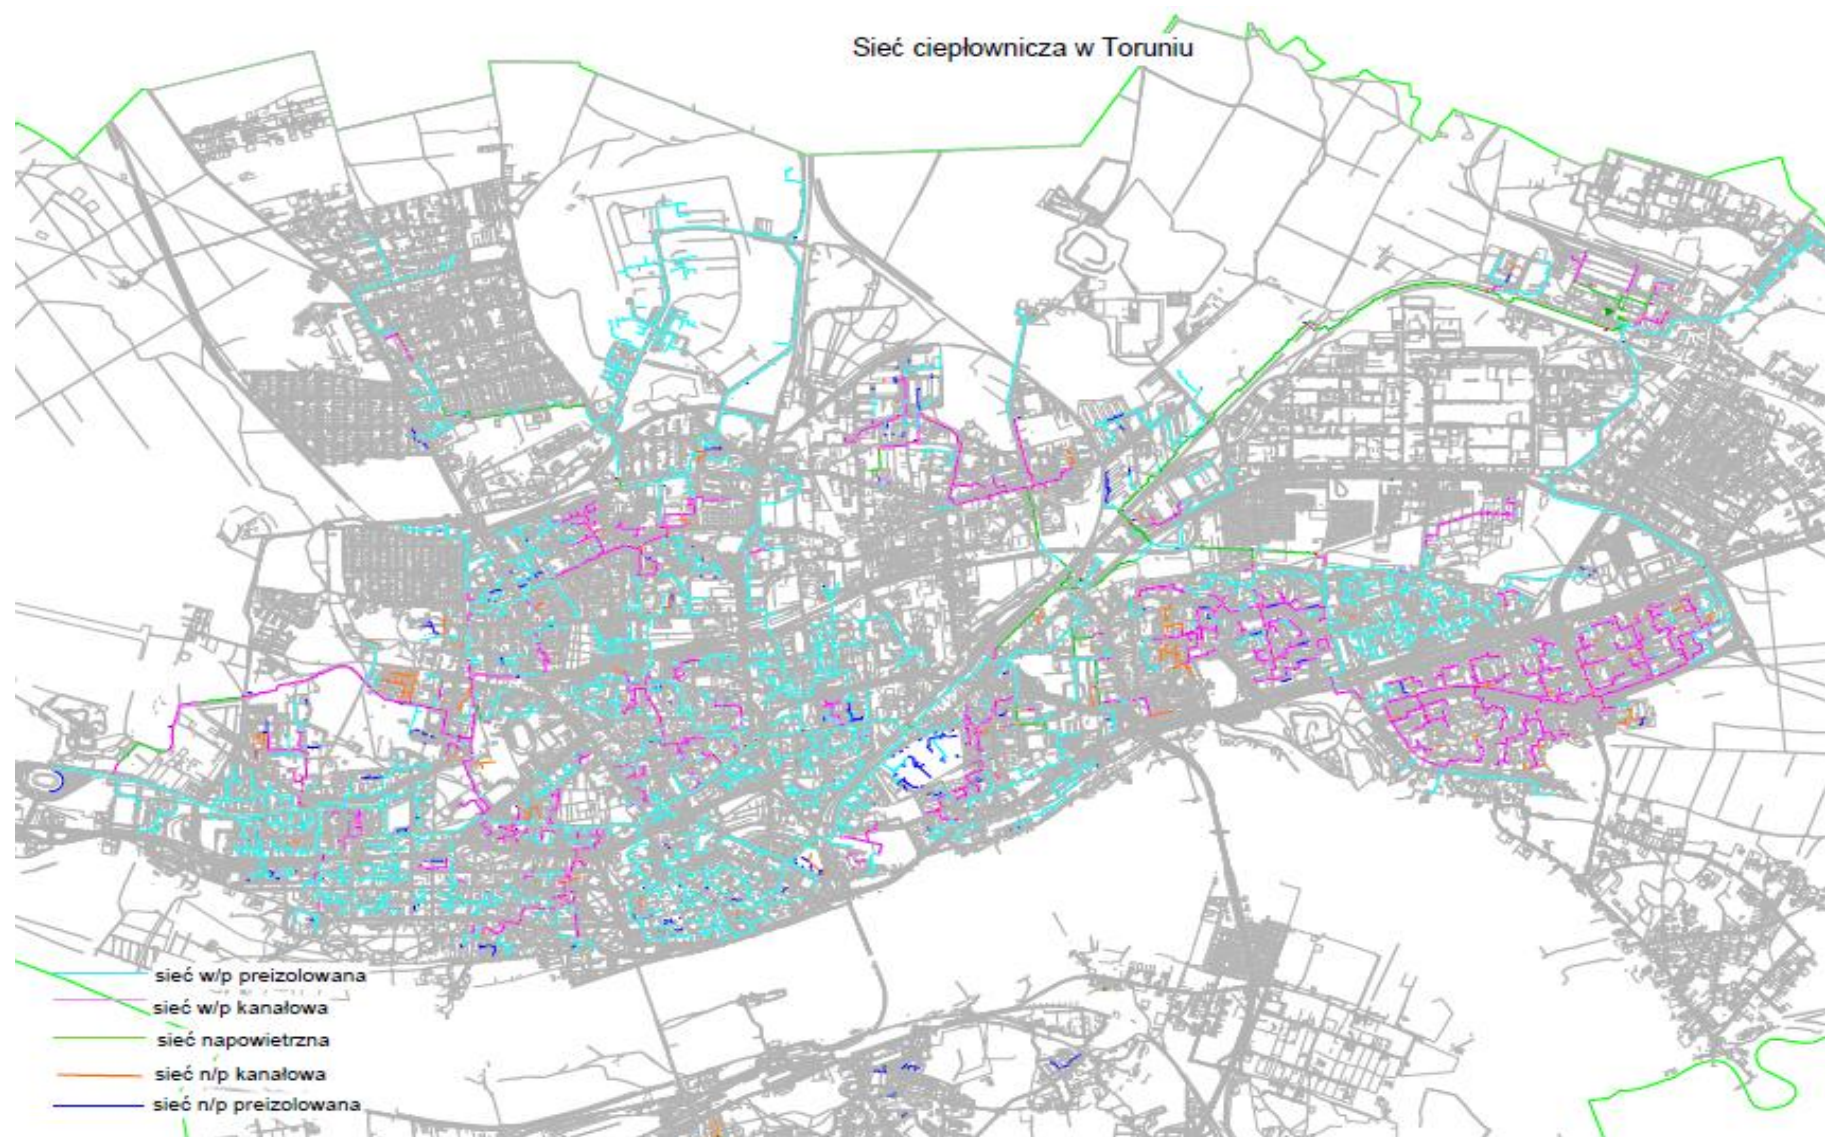 Sieć ciepłownicza w Toruniu
sieć w/p preizolowana
sieć w/p kanałowa
sieć napowietrzna
sieć n/p kanałowa
sieć n/p preizolowana